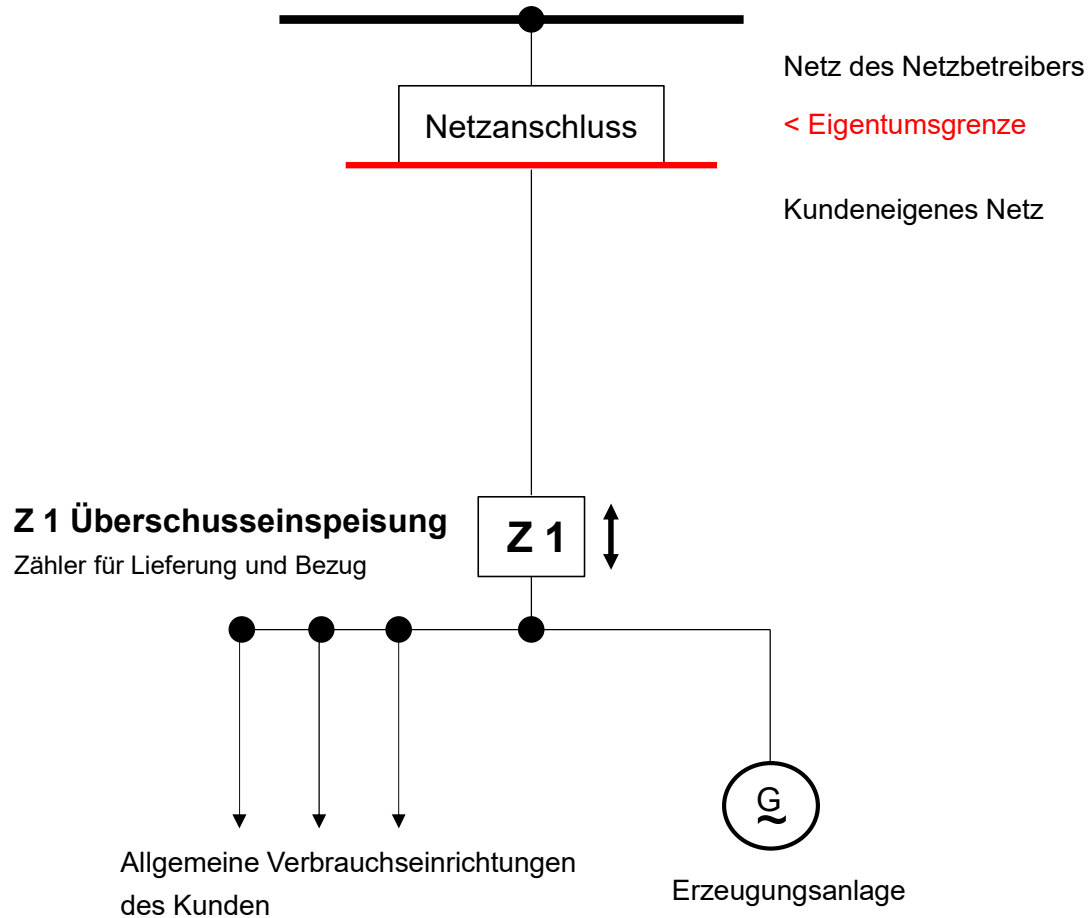 Netz des Netzbetreibers
Netzanschluss
< Eigentumsgrenze
Kundeneigenes Netz
Z 1 Überschusseinspeisung
Zähler für Lieferung und Bezug
Z 1
G
~
Allgemeine Verbrauchseinrichtungen
des Kunden
Erzeugungsanlage